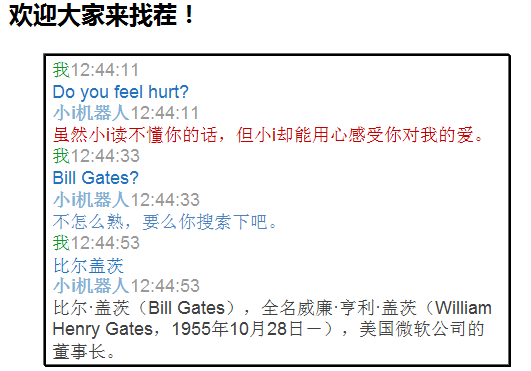 欢迎大家来找茬！
我12:44:11
Do you feel hurt?
小i机器人12:44:11
虽然小i读不懂你的话，但小i却能用心感受你对我的爱。
我12:44:33
Bill Gates?
小i机器人12:44:33
不怎么熟，要么你搜索下吧。
我12:44:53
比尔盖茨
小i机器人12:44:53
比尔·盖茨（Bill Gates），全名威廉·亨利·盖茨（William
Henry Gates，1955年10月28日－），美国微软公司的
董事长。